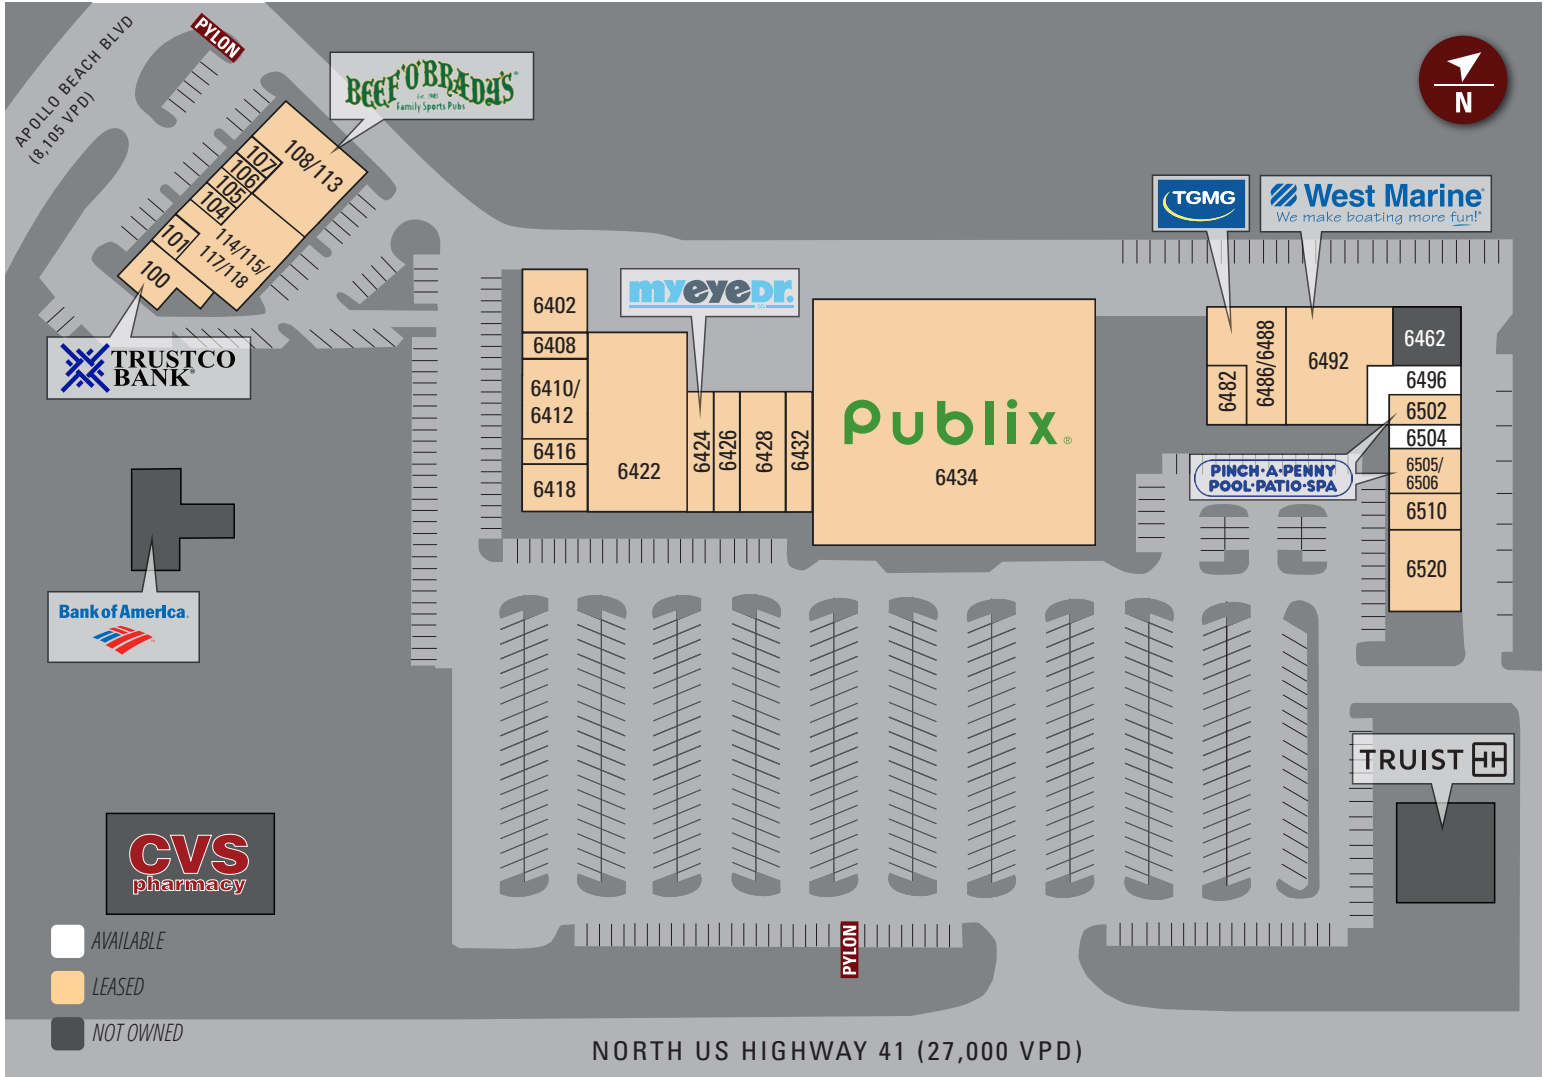 APOLLO BEACH BLVD
(8,105 VPD)
PYLON
BEEF 'O' BRADY'S
Est. 1985
Family Sports Pubs
N
108/113
107
106
105
104
101
100
114/115/
117/118
TRUSTCO
BANK®
TGMG
West Marine®
We make boating more fun!®
myeyeDr.
6402
6408
6410/
6412
6416
6418
6422
6424
6426
6428
6432
Publix®
6434
6482
6486/6488
6492
6462
6496
6502
6504
6505/
6506
6510
6520
PINCH·A·PENNY
POOL·PATIO·SPA
Bank of America.
TRUIST
CVS
pharmacy
AVAILABLE
LEASED
NOT OWNED
PYLON
NORTH US HIGHWAY 41 (27,000 VPD)